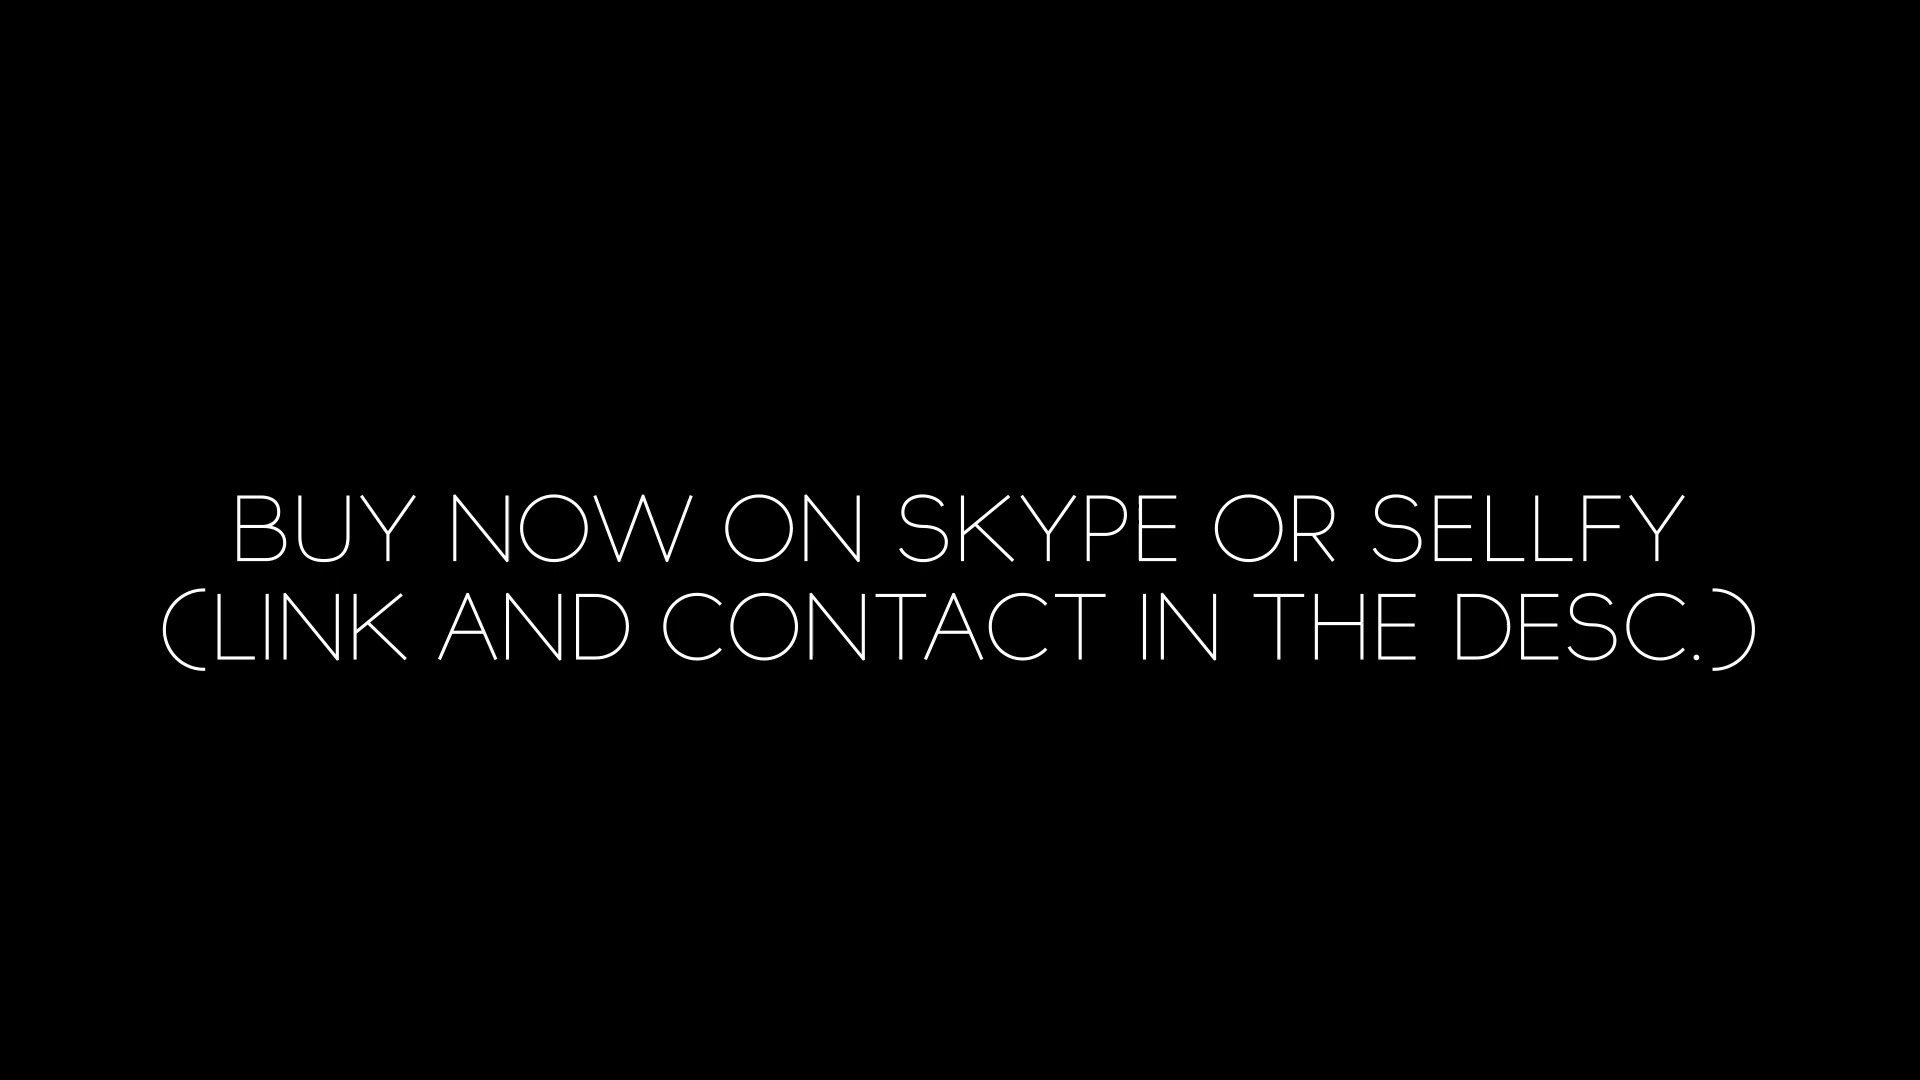 BUY NOW ON SKYPE OR SELLFY
(LINK AND CONTACT IN THE DESC.)